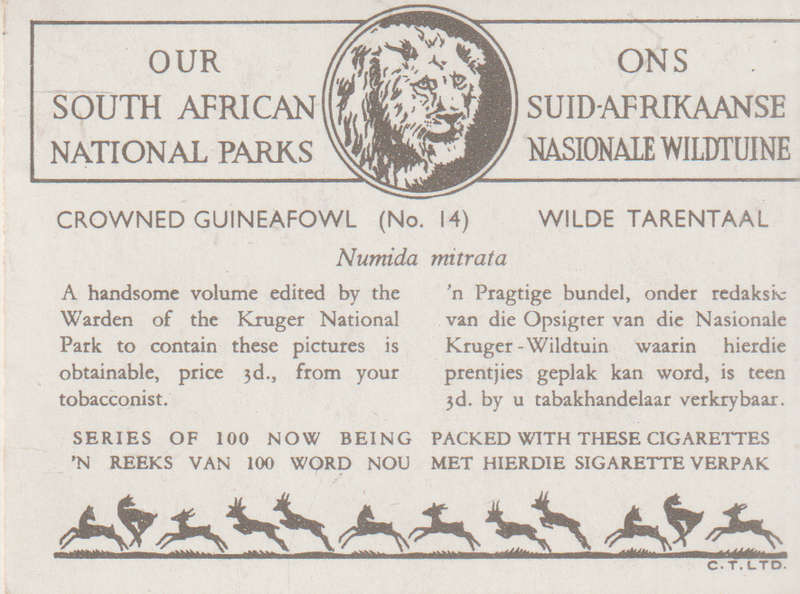 OUR
SOUTH AFRICAN
NATIONAL PARKS
ONS
SUID-AFRIKAANSE
NASIONALE WILDTUINE
CROWNED GUINEAFOWL (No. 14) WILDE TARENTAAL
Numida mitrata
A handsome volume edited by the
Warden of the Kruger National
Park to contain these pictures is
obtainable, price 3d., from your
tobacconist.
'n Pragtige bundel, onder redaksie
van die Opsigter van die Nasionale
Kruger-Wildtuin waarin hierdie
prentjies geplak kan word, is teen
3d. by u tabakhandelaar verkrybaar.
SERIES OF 100 NOW BEING PACKED WITH THESE CIGARETTES
'N REEKS VAN 100 WORD NOU MET HIERDIE SIGARETTE VERPAK
C.T.LTD.